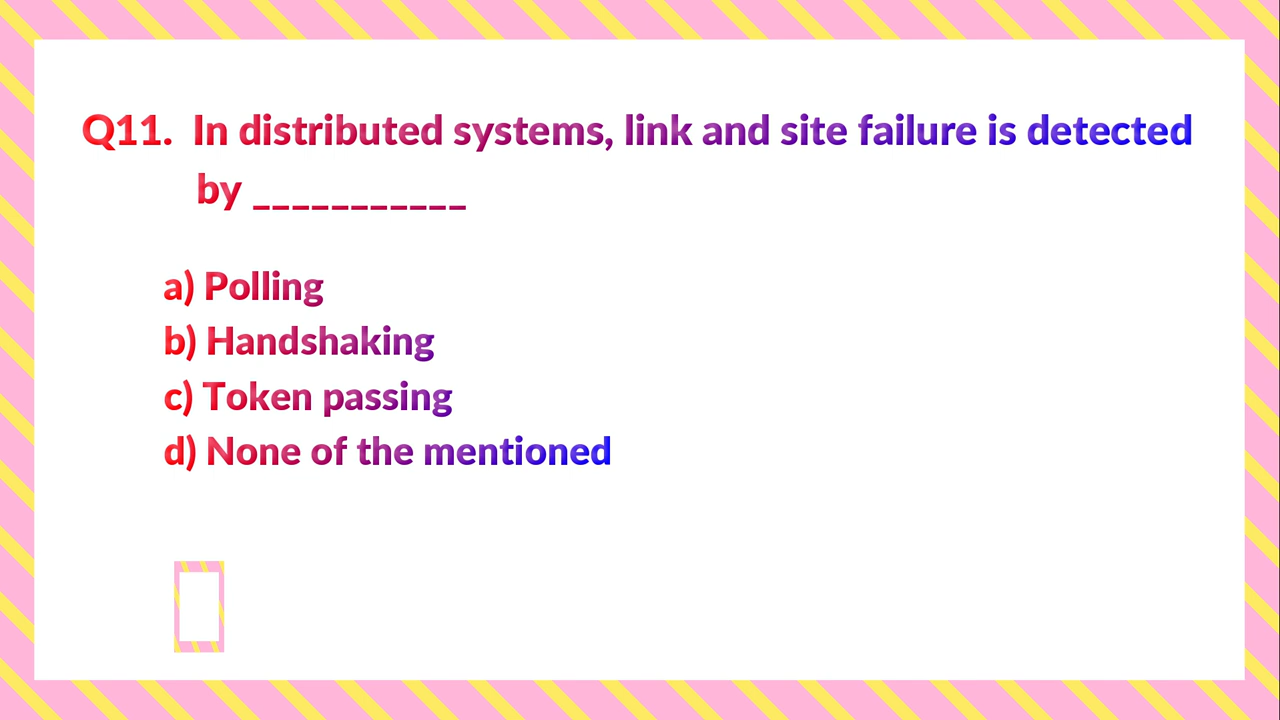 Q11. In distributed systems, link and site failure is detected
by ___________
a) Polling
b) Handshaking
c) Token passing
d) None of the mentioned